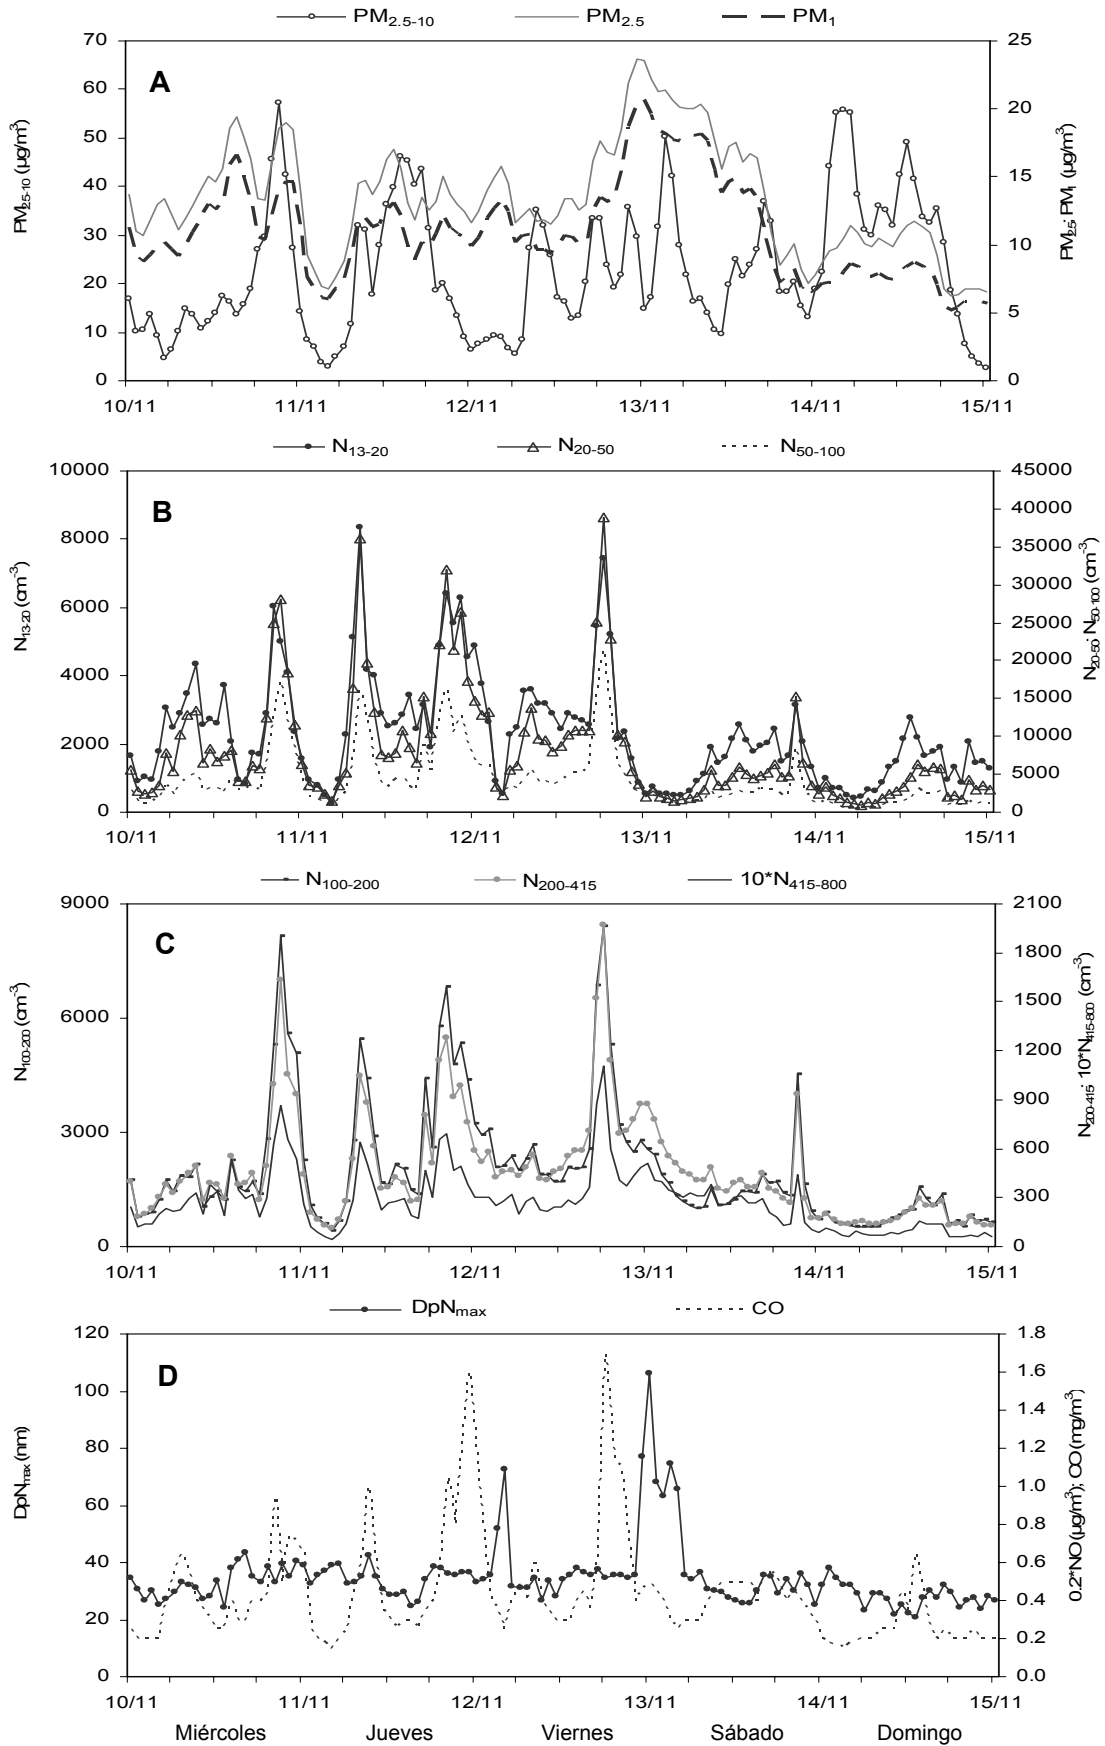 PM2.5-10 PM2.5 PM1
70 25
A
60 20
50
40 15
30 10
20
10 5
0 0
PM2.5-10 (µg/m³)
PM2.5; PM1 (µg/m³)
10/11 11/11 12/11 13/11 14/11 15/11
N13-20 N20-50 N50-100
10000 45000
B
40000
8000 35000
30000
6000 25000
4000 20000
15000
2000 10000
5000
0 0
N13-20 (cm-3)
N20-50; N50-100 (cm-3)
10/11 11/11 12/11 13/11 14/11 15/11
N100-200 N200-415 10*N415-800
9000 2100
C
1800
6000 1500
1200
3000 900
600
300
0 0
N100-200 (cm-3)
N200-415; 10*N415-800 (cm-3)
10/11 11/11 12/11 13/11 14/11 15/11
DpNmax CO
120 1.8
D
100 1.6
1.4
80 1.2
60 1.0
0.8
40 0.6
20 0.4
0.2
0 0.0
DpNmax (nm)
0.2*NO (µg/m³); CO (mg/m³)
10/11 11/11 12/11 13/11 14/11 15/11
Miércoles Jueves Viernes Sábado Domingo